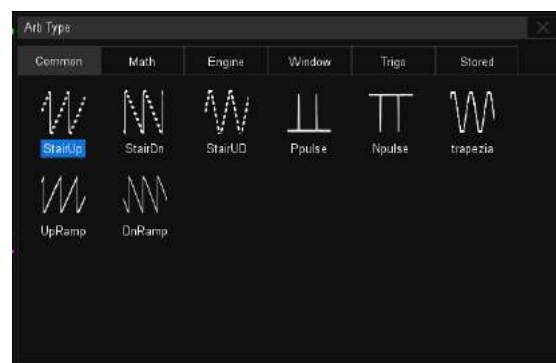 Arb Type
Common Math Engine Window Trigo Stored
StairUp StairDn StairUD Ppulse Npulse trapezia
UpRamp DnRamp